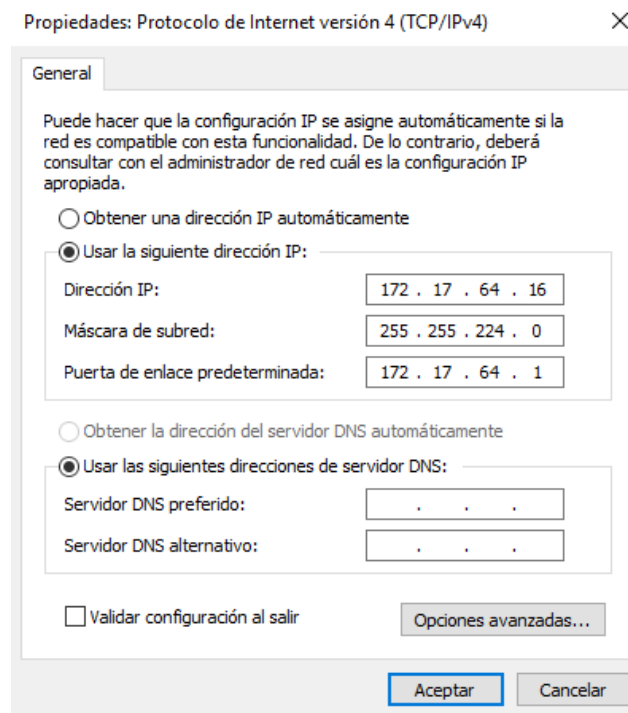 Propiedades: Protocolo de Internet versión 4 (TCP/IPv4)
General
Puede hacer que la configuración IP se asigne automáticamente si la
red es compatible con esta funcionalidad. De lo contrario, deberá
consultar con el administrador de red cuál es la configuración IP
apropiada.
Obtener una dirección IP automáticamente
Usar la siguiente dirección IP:
Dirección IP: 172 . 17 . 64 . 16
Máscara de subred: 255 . 255 . 224 . 0
Puerta de enlace predeterminada: 172 . 17 . 64 . 1
Obtener la dirección del servidor DNS automáticamente
Usar las siguientes direcciones de servidor DNS:
Servidor DNS preferido: . . .
Servidor DNS alternativo: . . .
Validar configuración al salir
Opciones avanzadas...
Aceptar Cancelar